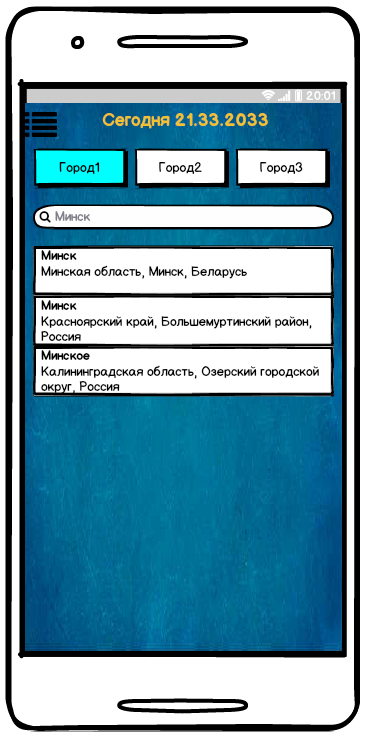 20:01
Сегодня 21.33.2033
Город1 Город2 Город3
Минск
Минск
Минская область, Минск, Беларусь
Минск
Красноярский край, Большемуртинский район,
Россия
Минское
Калининградская область, Озерский городской
округ, Россия